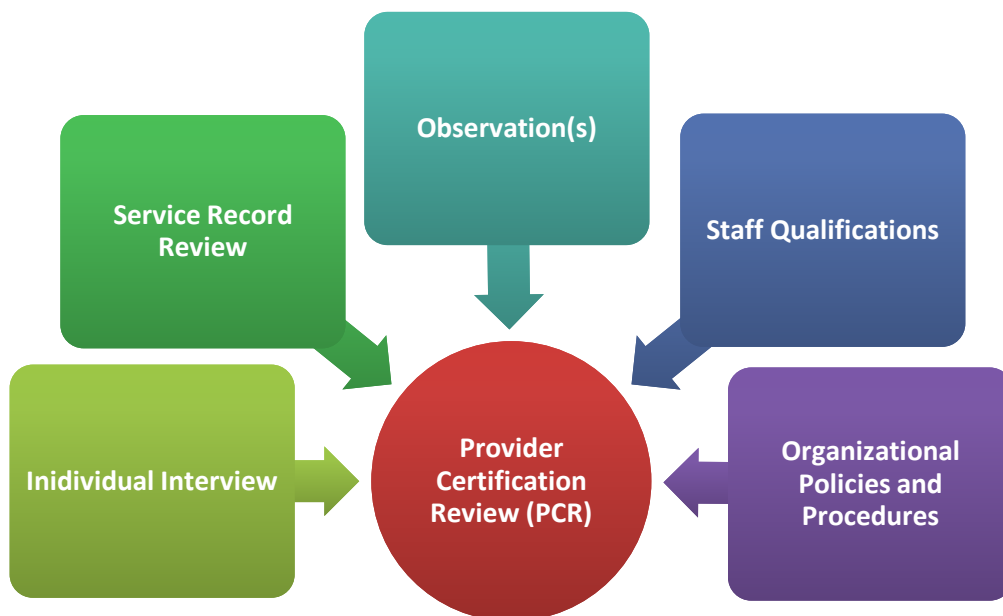 Observation(s)
Service Record
Review
Staff Qualifications
Inidividual Interview
Provider
Certification
Review (PCR)
Organizational
Policies and
Procedures